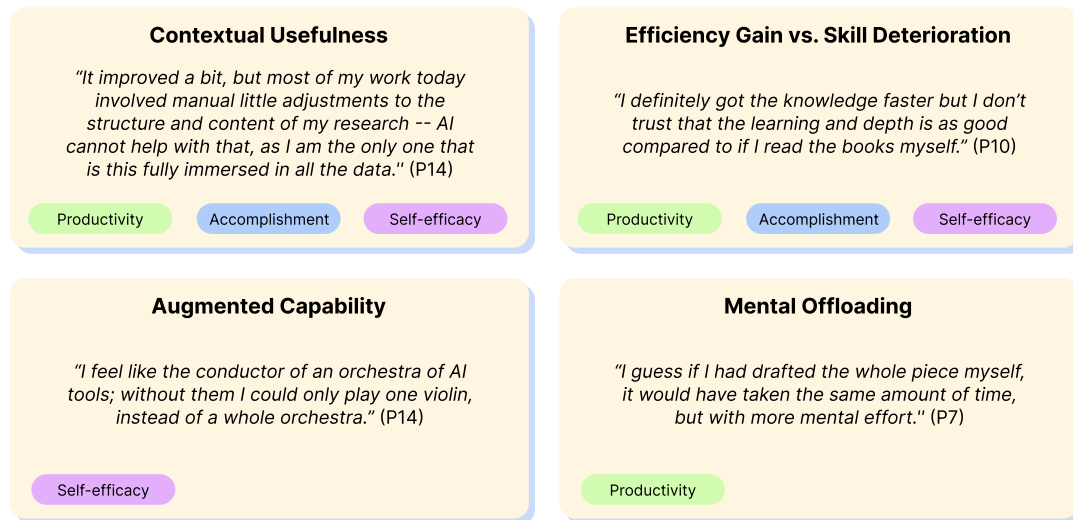 Contextual Usefulness
“It improved a bit, but most of my work today
involved manual little adjustments to the
structure and content of my research -- AI
cannot help with that, as I am the only one that
is this fully immersed in all the data.'' (P14)
Productivity
Accomplishment
Self-efficacy
Efficiency Gain vs. Skill Deterioration
“I definitely got the knowledge faster but I don’t
trust that the learning and depth is as good
compared to if I read the books myself.” (P10)
Productivity
Accomplishment
Self-efficacy
Augmented Capability
“I feel like the conductor of an orchestra of AI
tools; without them I could only play one violin,
instead of a whole orchestra.” (P14)
Self-efficacy
Mental Offloading
“I guess if I had drafted the whole piece myself,
it would have taken the same amount of time,
but with more mental effort.'' (P7)
Productivity